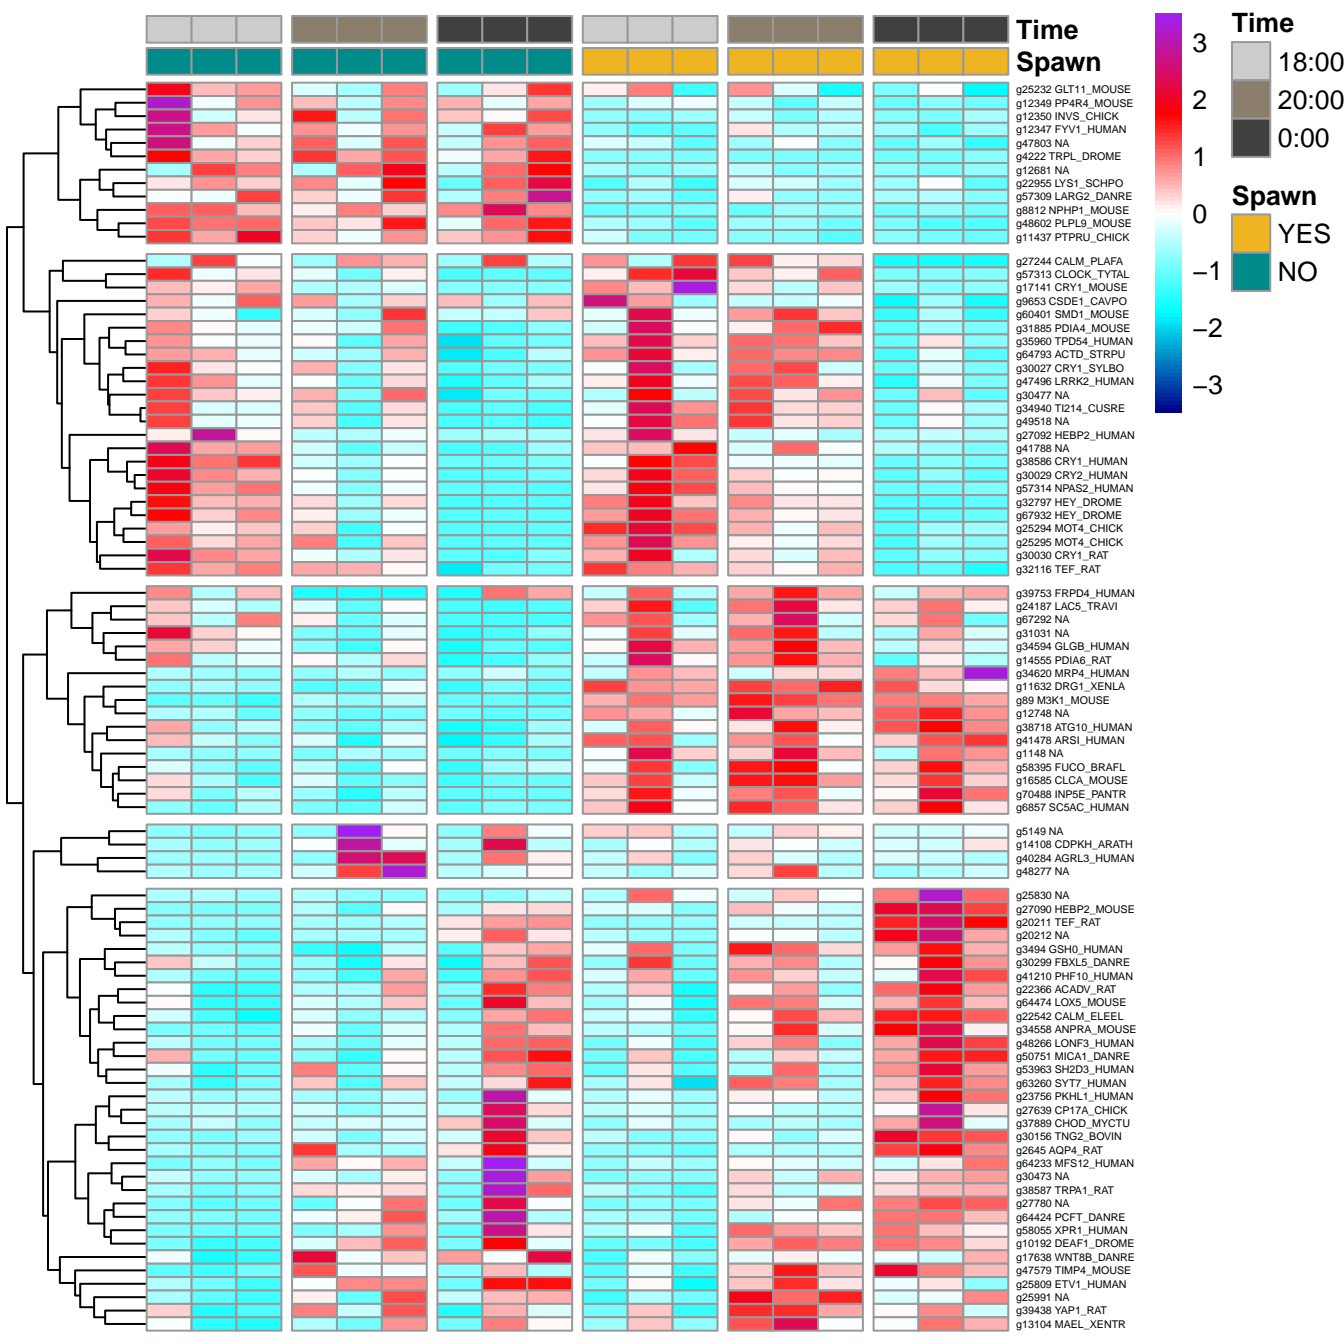 Time
Spawn
g25232 GLT11_MOUSE
g12349 PP4R4_MOUSE
g12350 INVS_CHICK
g12347 FYV1_HUMAN
g47803 NA
g4222 TRPL_DROME
g12681 NA
g22955 LYS1_SCHPO
g57309 LARG2_DANRE
g8812 NPHP1_MOUSE
g48602 PLPL9_MOUSE
g11437 PTPRU_CHICK
g27244 CALM_PLAFA
g57313 CLOCK_TYTAL
g17141 CRY1_MOUSE
g9653 CSDE1_CAVPO
g60401 SMD1_MOUSE
g31885 PDIA4_MOUSE
g35960 TPD54_HUMAN
g64793 ACTD_STRPU
g30027 CRY1_SYLBO
g47496 LRRK2_HUMAN
g30477 NA
g34940 TI214_CUSRE
g49518 NA
g27092 HEBP2_HUMAN
g41788 NA
g38586 CRY1_HUMAN
g30029 CRY2_HUMAN
g57314 NPAS2_HUMAN
g32797 HEY_DROME
g67932 HEY_DROME
g25294 MOT4_CHICK
g25295 MOT4_CHICK
g30030 CRY1_RAT
g32116 TEF_RAT
g39753 FRPD4_HUMAN
g24187 LAC5_TRAVI
g67292 NA
g31031 NA
g34594 GLGB_HUMAN
g14555 PDIA6_RAT
g34620 MRP4_HUMAN
g11632 DRG1_XENLA
g89 M3K1_MOUSE
g12748 NA
g38718 ATG10_HUMAN
g41478 ARSI_HUMAN
g1148 NA
g58395 FUCO_BRAFL
g16585 CLCA_MOUSE
g70488 INP5E_PANTR
g6857 SC5AC_HUMAN
g5149 NA
g14108 CDPKH_ARATH
g40284 AGRL3_HUMAN
g48277 NA
g25830 NA
g27090 HEBP2_MOUSE
g20211 TEF_RAT
g20212 NA
g3494 GSH0_HUMAN
g30299 FBXL5_DANRE
g41210 PHF10_HUMAN
g22366 ACADV_RAT
g64474 LOX5_MOUSE
g22542 CALM_ELEEL
g34558 ANPRA_MOUSE
g48266 LONF3_HUMAN
g50751 MICA1_DANRE
g53963 SH2D3_HUMAN
g63260 SYT7_HUMAN
g23756 PKHL1_HUMAN
g27639 CP17A_CHICK
g37889 CHOD_MYCTU
g30156 TNG2_BOVIN
g2645 AQP4_RAT
g64233 MFS12_HUMAN
g30473 NA
g38587 TRPA1_RAT
g27780 NA
g64424 PCFT_DANRE
g58055 XPR1_HUMAN
g10192 DEAF1_DROME
g17638 WNT8B_DANRE
g47579 TIMP4_MOUSE
g25809 ETV1_HUMAN
g25991 NA
g39438 YAP1_RAT
g13104 MAEL_XENTR
3
2
1
0
−1
−2
−3
Time
18:00
20:00
0:00
Spawn
YES
NO